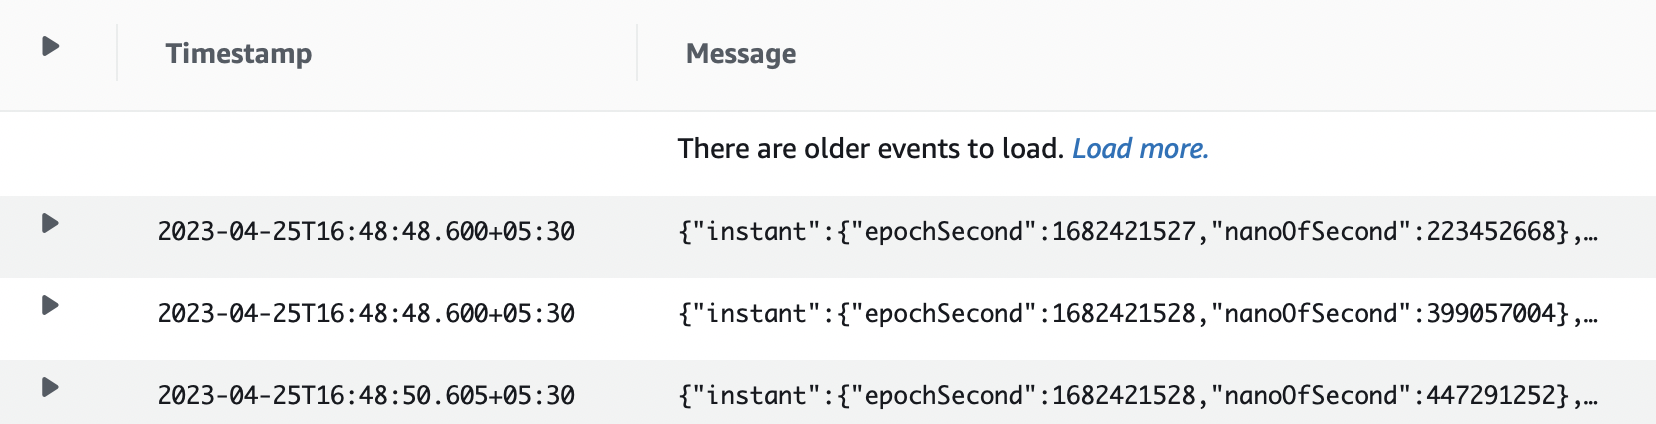 Timestamp Message
There are older events to load. Load more.
2023-04-25T16:48:48.600+05:30 {"instant":{"epochSecond":1682421527,"nanoOfSecond":223452668},…
2023-04-25T16:48:48.600+05:30 {"instant":{"epochSecond":1682421528,"nanoOfSecond":399057004},…
2023-04-25T16:48:50.605+05:30 {"instant":{"epochSecond":1682421528,"nanoOfSecond":447291252},…